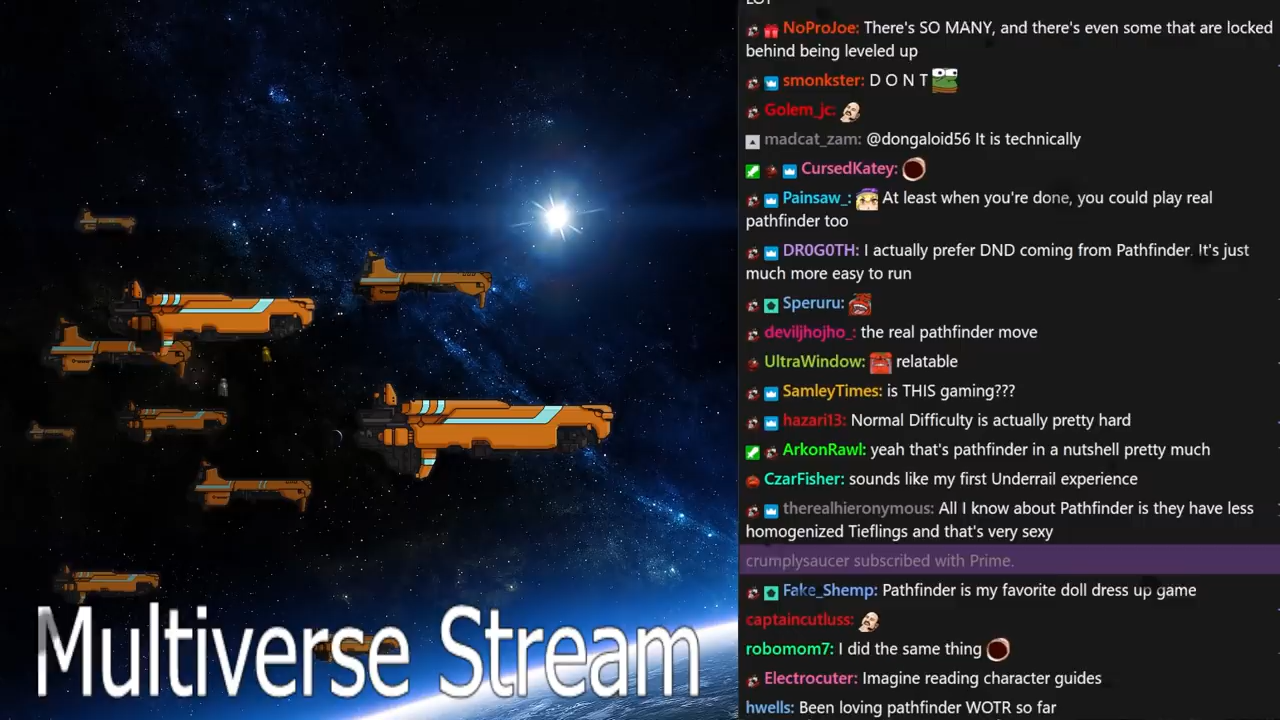 LOT
NoProJoe: There's SO MANY, and there's even some that are locked
behind being leveled up
smonkster: D O N T
Golem_jc:
madcat_zam: @dongaloid56 It is technically
CursedKatey:
Painsaw_: At least when you're done, you could play real
pathfinder too
DR0G0TH: I actually prefer DND coming from Pathfinder. It's just
much more easy to run
Speruru:
deviljhojho_: the real pathfinder move
UltraWindow: relatable
SamleyTimes: is THIS gaming???
hazari13: Normal Difficulty is actually pretty hard
ArkonRawl: yeah that's pathfinder in a nutshell pretty much
CzarFisher: sounds like my first Underrail experience
therealhieronymous: All I know about Pathfinder is they have less
homogenized Tieflings and that's very sexy
crumplysaucer subscribed with Prime.
Fake_Shemp: Pathfinder is my favorite doll dress up game
captaincutluss:
robomom7: I did the same thing
Electrocuter: Imagine reading character guides
hwells: Been loving pathfinder WOTR so far
Multiverse Stream